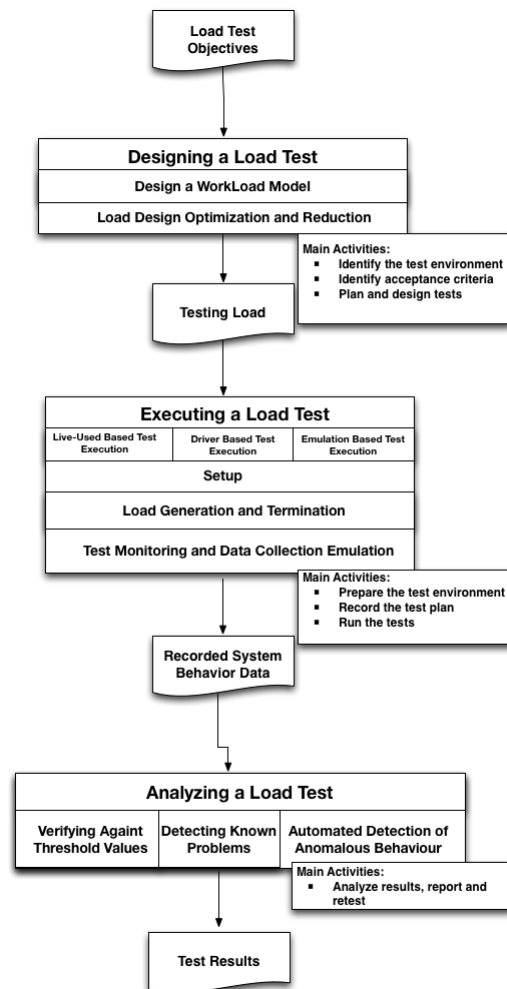 Load Test
Objectives
Designing a Load Test
Design a WorkLoad Model
Load Design Optimization and Reduction
Main Activities:
▪ Identify the test environment
▪ Identify acceptance criteria
▪ Plan and design tests
Testing Load
Executing a Load Test
Live-Used Based Test
Execution
Driver Based Test
Execution
Emulation Based Test
Execution
Setup
Load Generation and Termination
Test Monitoring and Data Collection Emulation
Main Activities:
▪ Prepare the test environment
▪ Record the test plan
▪ Run the tests
Recorded System
Behavior Data
Analyzing a Load Test
Verifying Againt
Threshold Values
Detecting Known
Problems
Automated Detection of
Anomalous Behaviour
Main Activities:
▪ Analyze results, report and
retest
Test Results